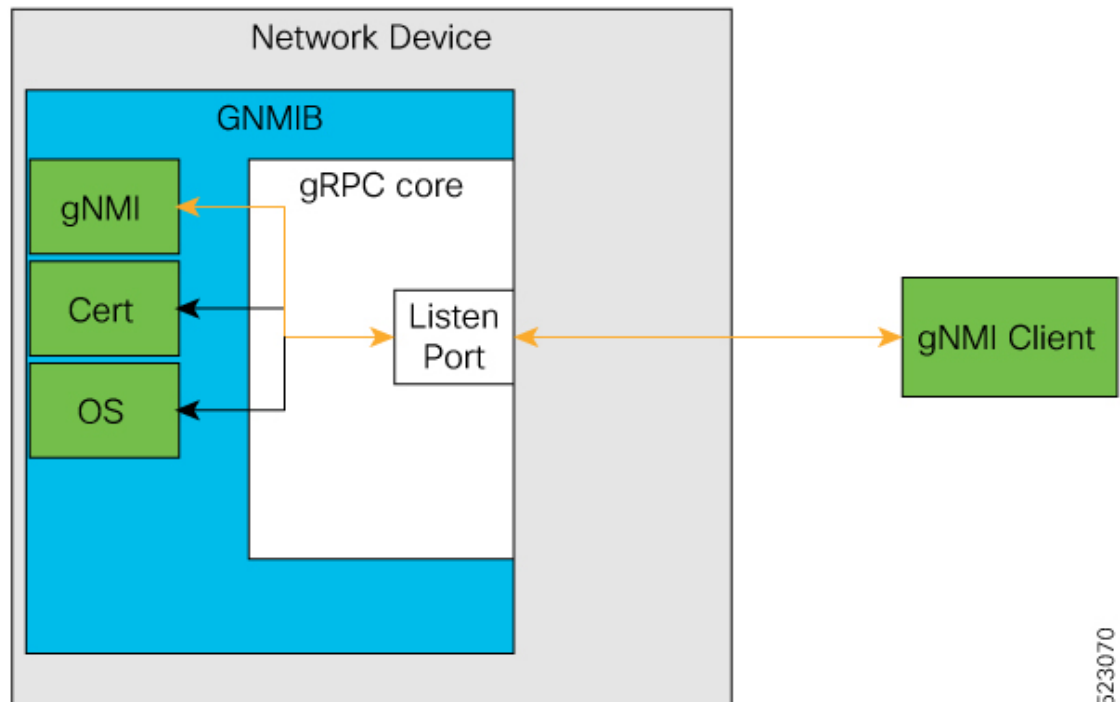 Network Device
GNMIB
gRPC core
gNMI
Cert
OS
Listen
Port
gNMI Client
523070